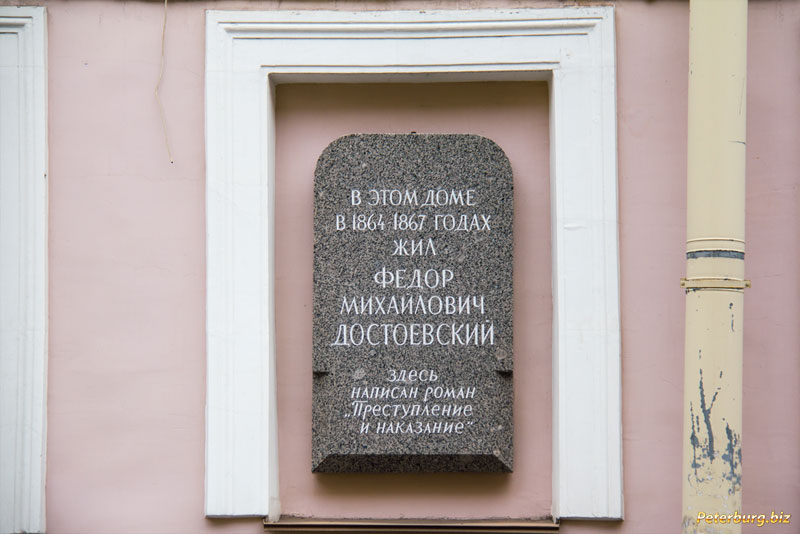 В ЭТОМ ДОМЕ
В 1864-1867 ГОДАХ
ЖИЛ
ФЕДОР
МИХАЙЛОВИЧ
ДОСТОЕВСКИЙ
ЗДЕСЬ
НАПИСАН РОМАН
„Преступление
и НАКАЗАНИЕ"
Peterburg.biz